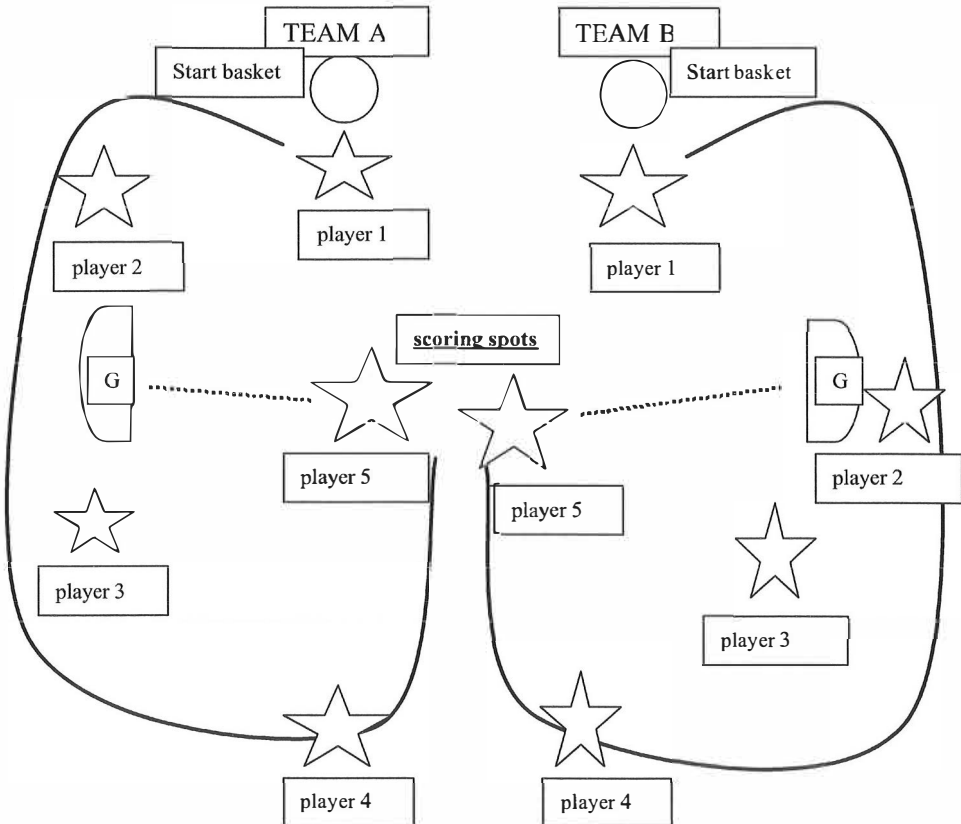 TEAM A
TEAM B
Start basket
Start basket
player 1
player 2
player 1
scoring spots
G
G
player 5
player 2
player 5
player 3
player 3
player 4
player 4